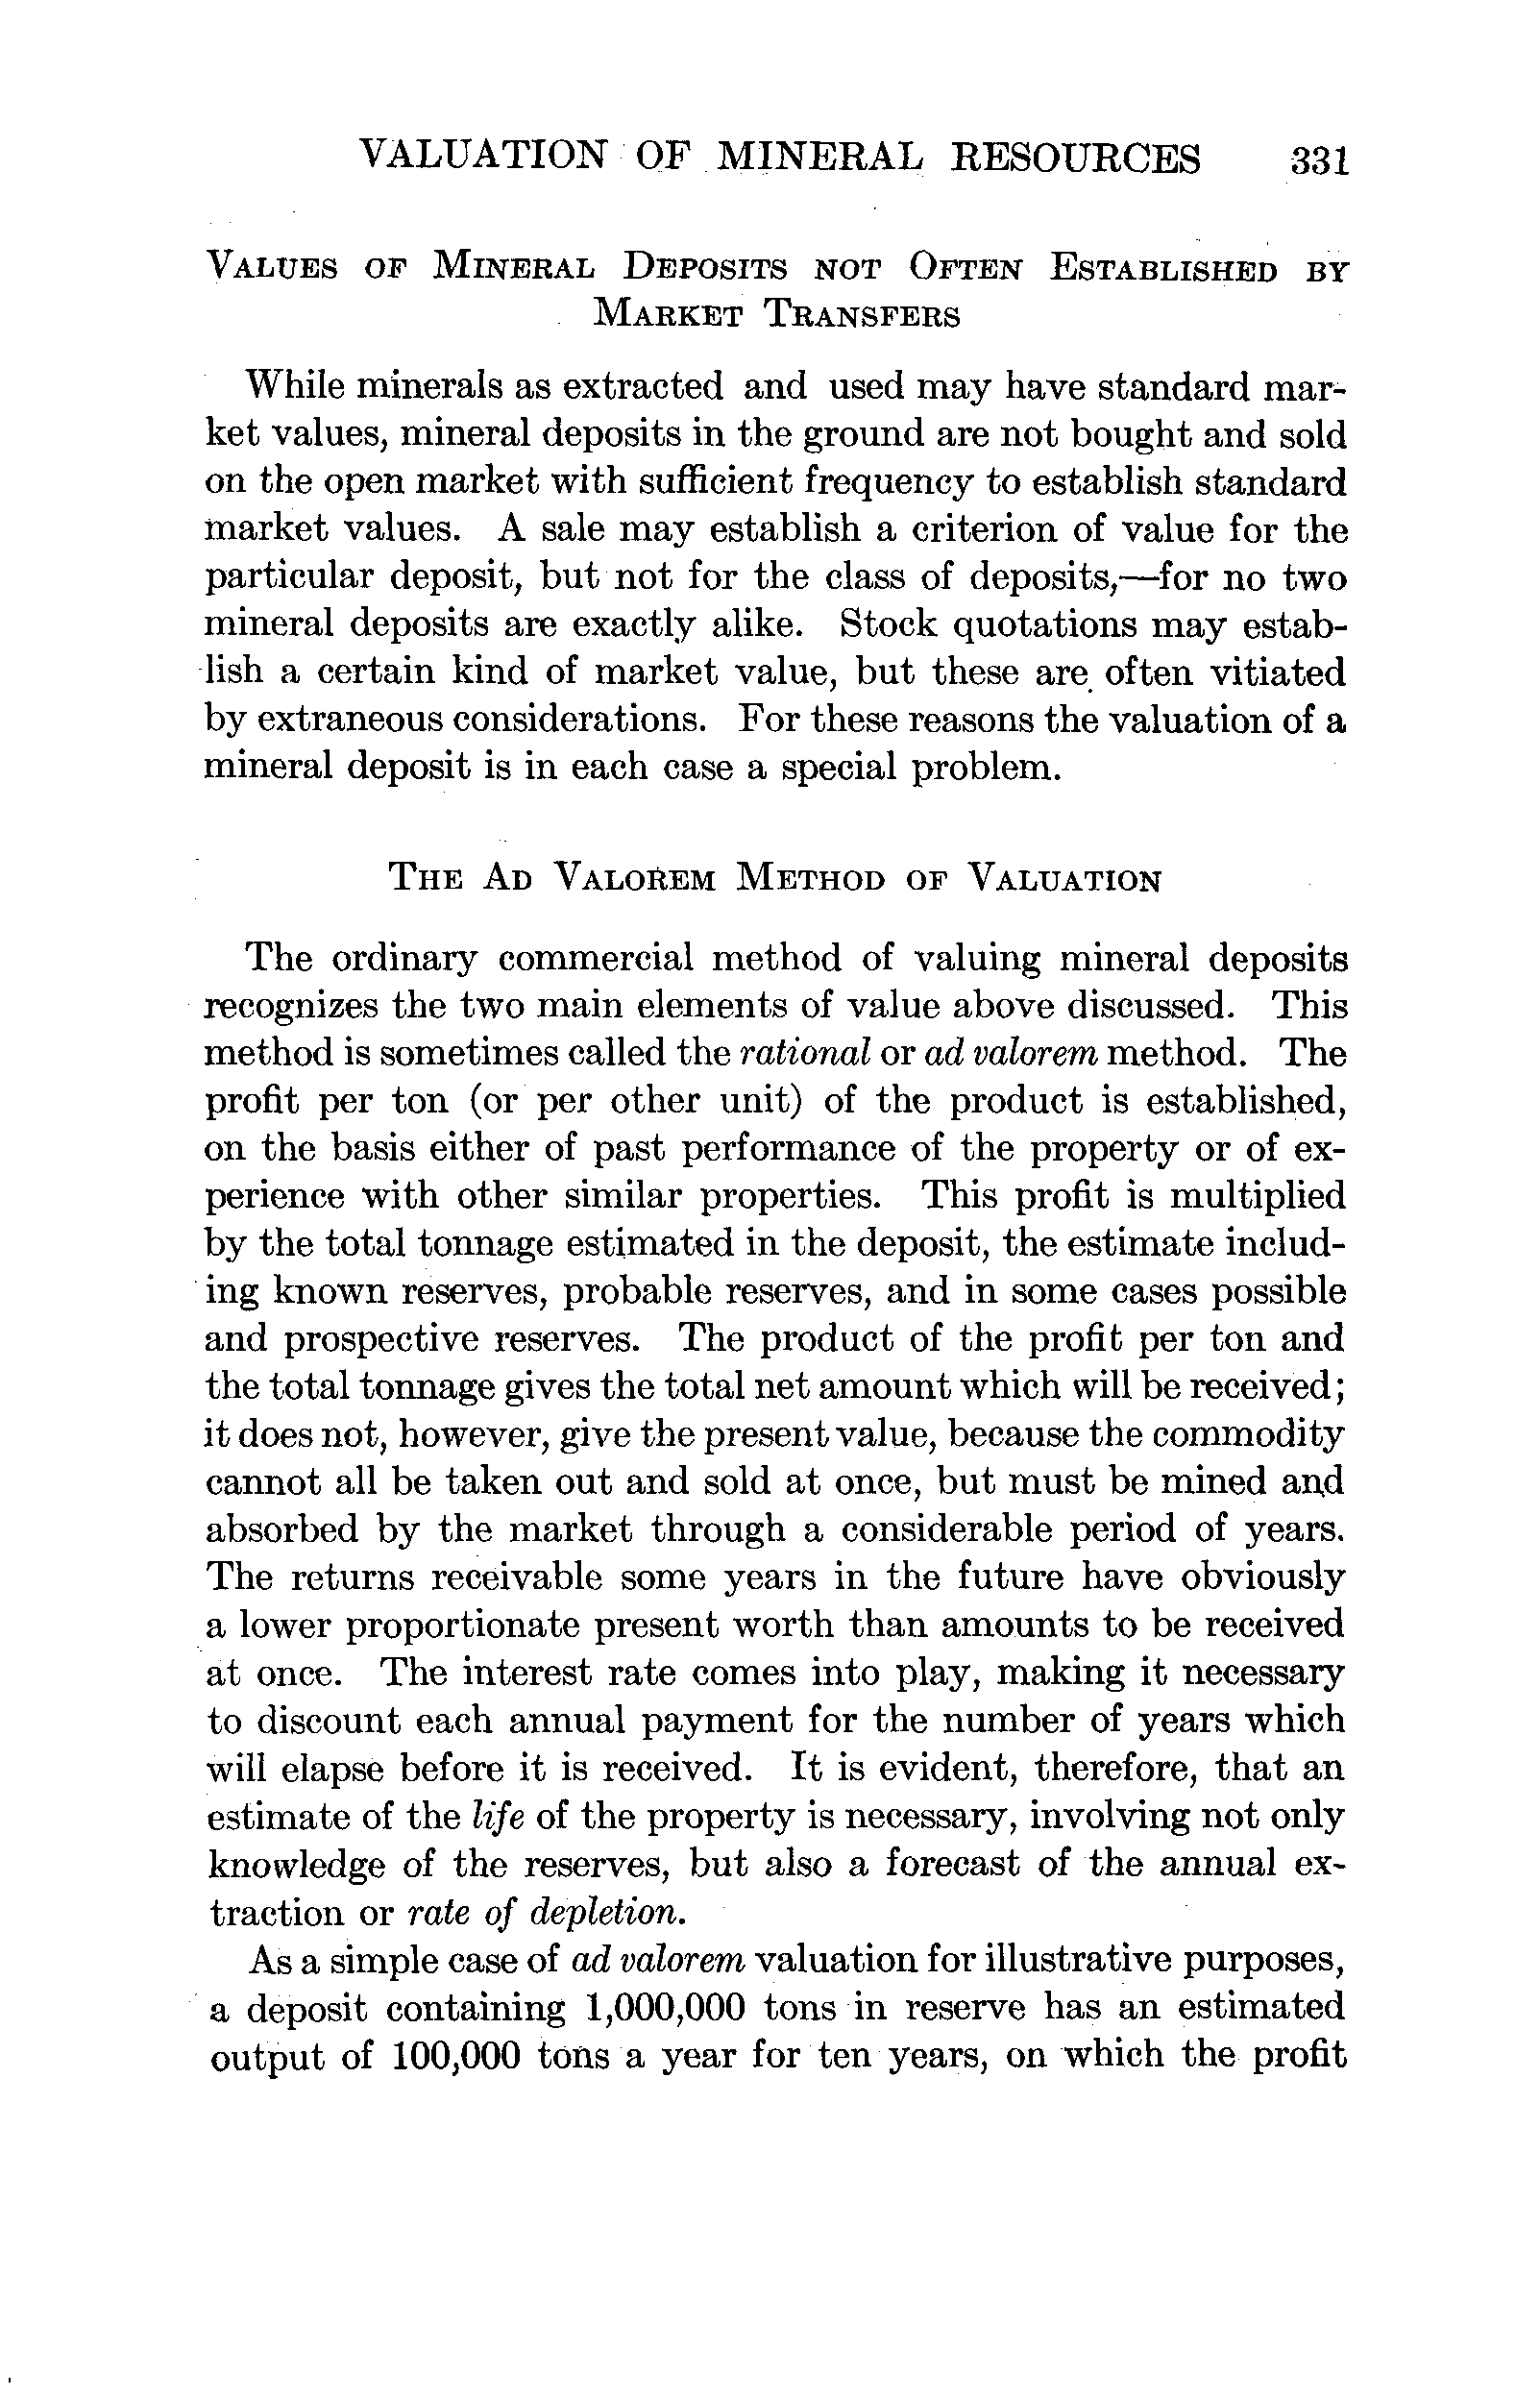 VALUATION OF MINERAL RESOURCES 331
VALUES OF MINERAL DEPOSITS NOT OFTEN ESTABLISHED BY
MARKET TRANSFERS
While minerals as extracted and used may have standard mar-
ket values, mineral deposits in the ground are not bought and sold
on the open market with sufficient frequency to establish standard
market values. A sale may establish a criterion of value for the
particular deposit, but not for the class of deposits,—for no two
mineral deposits are exactly alike. Stock quotations may estab-
lish a certain kind of market value, but these are often vitiated
by extraneous considerations. For these reasons the valuation of a
mineral deposit is in each case a special problem.
THE AD VALOREM METHOD OF VALUATION
The ordinary commercial method of valuing mineral deposits
recognizes the two main elements of value above discussed. This
method is sometimes called the rational or ad valorem method. The
profit per ton (or per other unit) of the product is established,
on the basis either of past performance of the property or of ex-
perience with other similar properties. This profit is multiplied
by the total tonnage estimated in the deposit, the estimate includ-
ing known reserves, probable reserves, and in some cases possible
and prospective reserves. The product of the profit per ton and
the total tonnage gives the total net amount which will be received;
it does not, however, give the present value, because the commodity
cannot all be taken out and sold at once, but must be mined and
absorbed by the market through a considerable period of years.
The returns receivable some years in the future have obviously
a lower proportionate present worth than amounts to be received
at once. The interest rate comes into play, making it necessary
to discount each annual payment for the number of years which
will elapse before it is received. It is evident, therefore, that an
estimate of the life of the property is necessary, involving not only
knowledge of the reserves, but also a forecast of the annual ex-
traction or rate of depletion.
As a simple case of ad valorem valuation for illustrative purposes,
a deposit containing 1,000,000 tons in reserve has an estimated
output of 100,000 tons a year for ten years, on which the profit